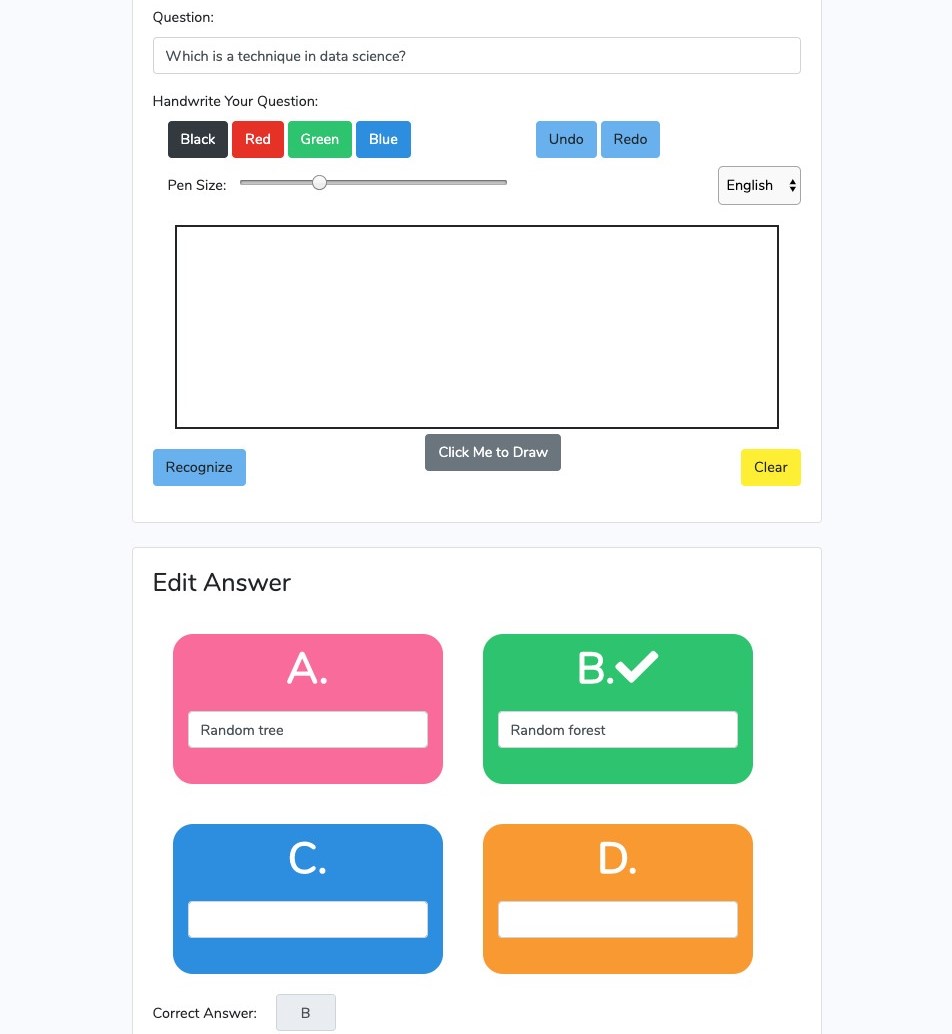 Question:
Which is a technique in data science?
Handwrite Your Question:
Black Red Green Blue Undo Redo
Pen Size: English
Click Me to Draw
Recognize Clear
Edit Answer
A. B.
Random tree Random forest
C. D.
Correct Answer: B